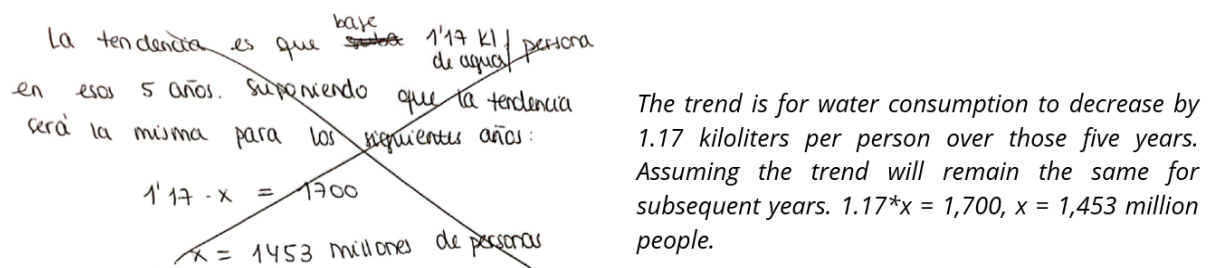 La tendencia es que base 1'17 Kl / persona
de agua
en esos 5 años. Suponiendo que la tendencia
será la misma para los siguientes años:
1'17 · x = 1700
x = 1453 millones de personas
The trend is for water consumption to decrease by
1.17 kiloliters per person over those five years.
Assuming the trend will remain the same for
subsequent years. 1.17*x = 1,700, x = 1,453 million
people.